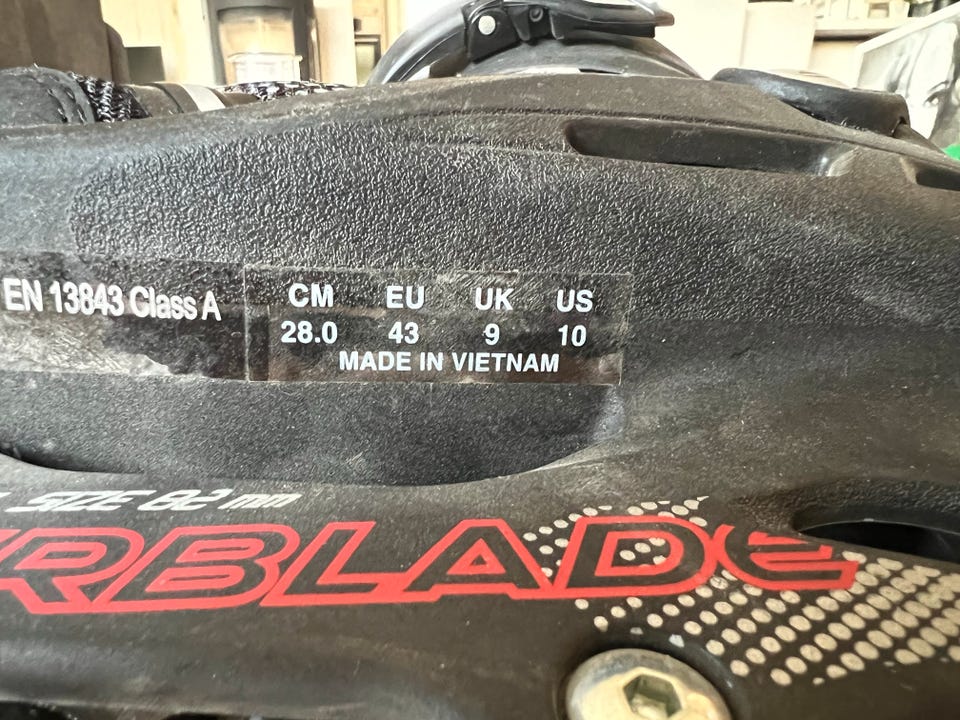 EN 13843 Class A
CM EU UK US
28.0 43 9 10
MADE IN VIETNAM
SIZE 82 mm
RBLADE